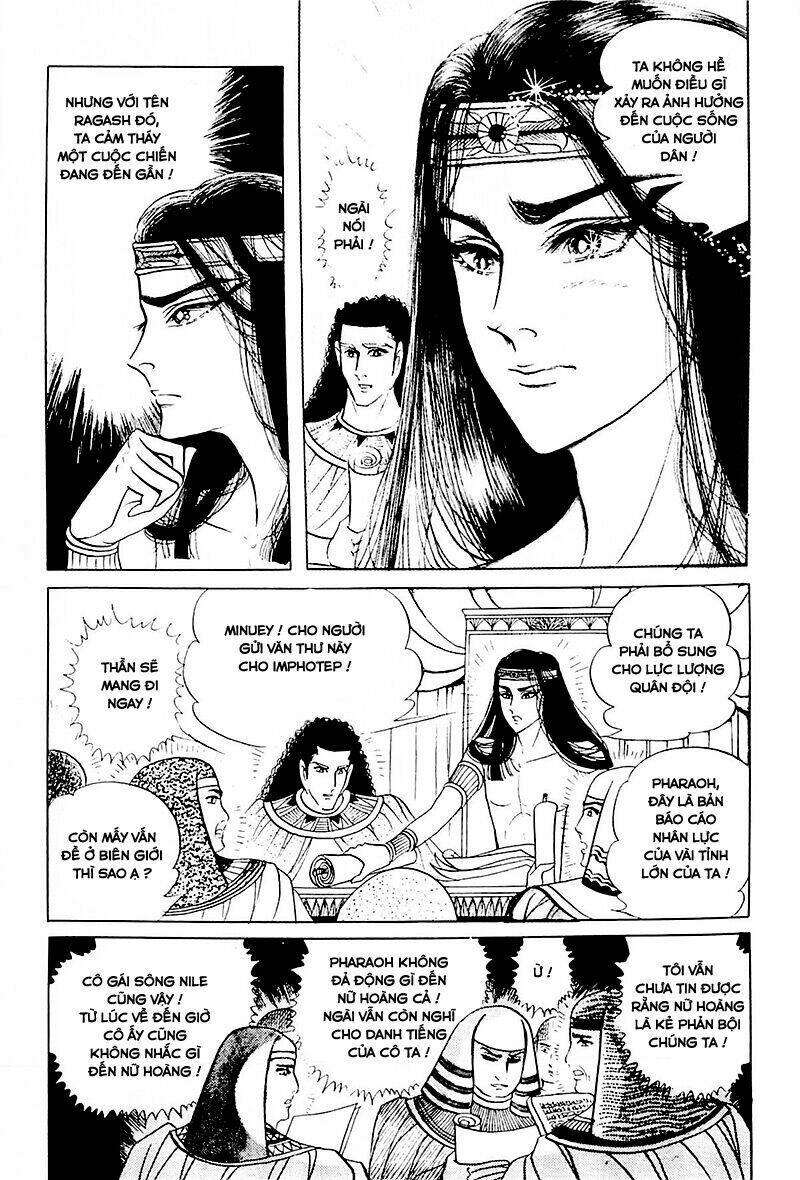 TA KHÔNG HỀ
MUỐN ĐIỀU GÌ
XẢY RA ẢNH HƯỞNG
ĐẾN CUỘC SỐNG
CỦA NGƯỜI
DÂN !
NGÀI
NÓI
PHẢI !
NHƯNG VỚI TÊN
RAGASH ĐÓ,
TA CẢM THẤY
MỘT CUỘC CHIẾN
ĐANG ĐẾN GẦN !
CHÚNG TA
PHẢI BỔ SUNG
CHO LỰC LƯỢNG
QUÂN ĐỘI !
PHARAOH,
ĐÂY LÀ BẢN
BÁO CÁO
NHÂN LỰC
CỦA VÀI TỈNH
LỚN CỦA TA !
MINUEY ! CHO NGƯỜI
GỬI VĂN THƯ NÀY
CHO IMPHOTEP !
THẦN SẼ
MANG ĐI
NGAY !
CÒN MẤY VẤN
ĐỀ Ở BIÊN GIỚI
THÌ SAO Ạ ?
TÔI VẪN
CHƯA TIN ĐƯỢC
RẰNG NỮ HOÀNG
LÀ KẺ PHẢN BỘI
CHÚNG TA !
Ừ !
PHARAOH KHÔNG
ĐẢ ĐỘNG GÌ ĐẾN
NỮ HOÀNG CẢ !
NGÀI VẪN CÒN NGHĨ
CHO DANH TIẾNG
CỦA CÔ TA !
CÔ GÁI SÔNG NILE
CŨNG VẬY !
TỪ LÚC VỀ ĐẾN GIỜ
CÔ ẤY CŨNG
KHÔNG NHẮC GÌ
ĐẾN NỮ HOÀNG !